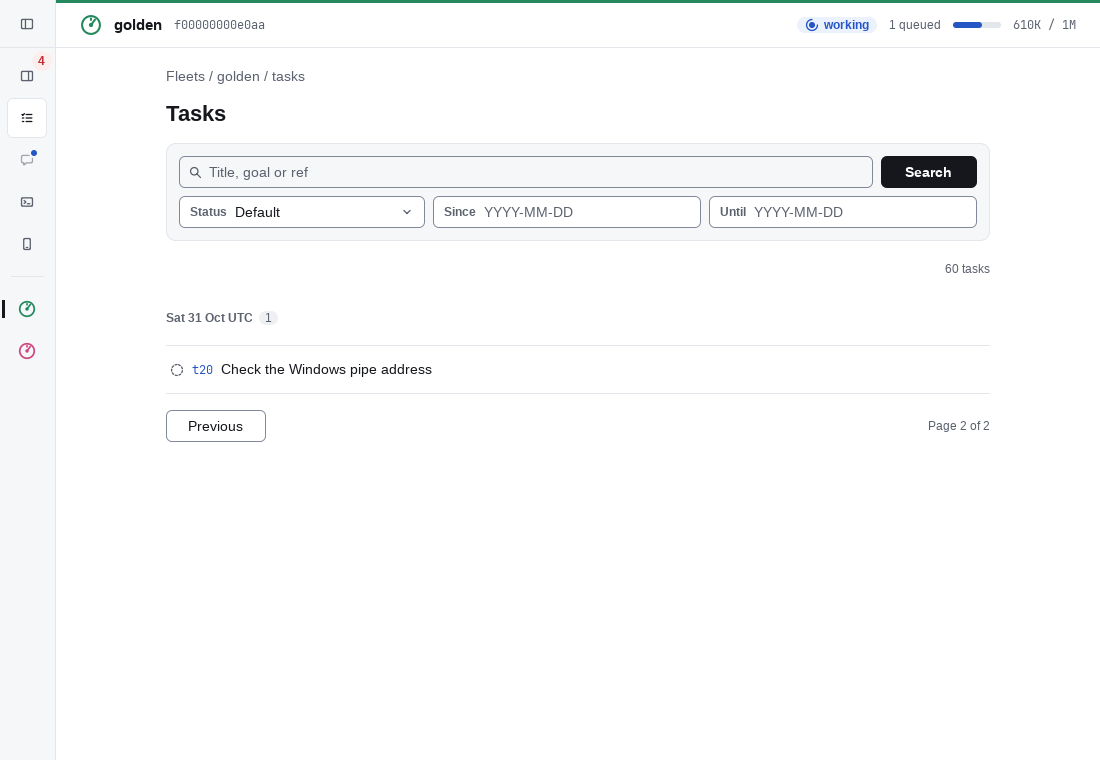 golden f00000000e0aa working 1 queued 610K / 1M
4
Fleets / golden / tasks
Tasks
Title, goal or ref Search
Status Default Since YYYY-MM-DD Until YYYY-MM-DD
60 tasks
Sat 31 Oct UTC 1
t20 Check the Windows pipe address
Previous Page 2 of 2